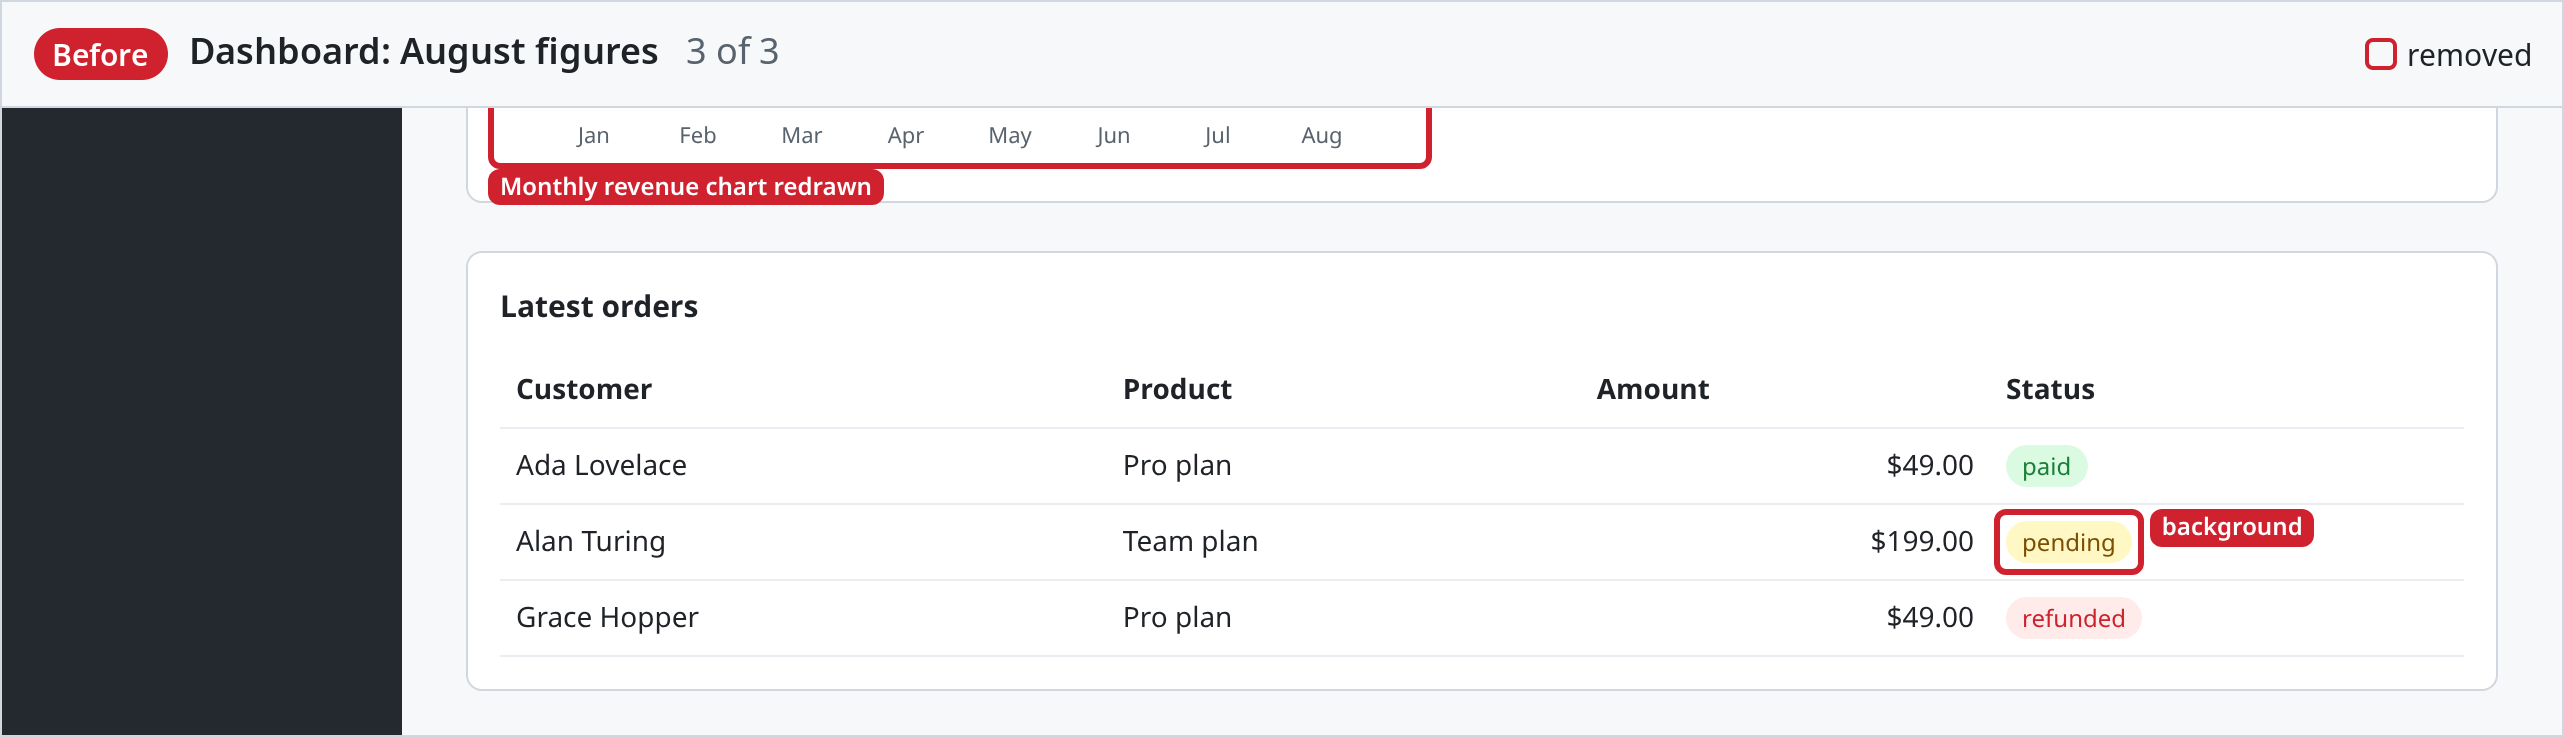 Before Dashboard: August figures 3 of 3 removed
Jan Feb Mar Apr May Jun Jul Aug
Monthly revenue chart redrawn
Latest orders
Customer Product Amount Status
Ada Lovelace Pro plan $49.00 paid
Alan Turing Team plan $199.00 pending background
Grace Hopper Pro plan $49.00 refunded